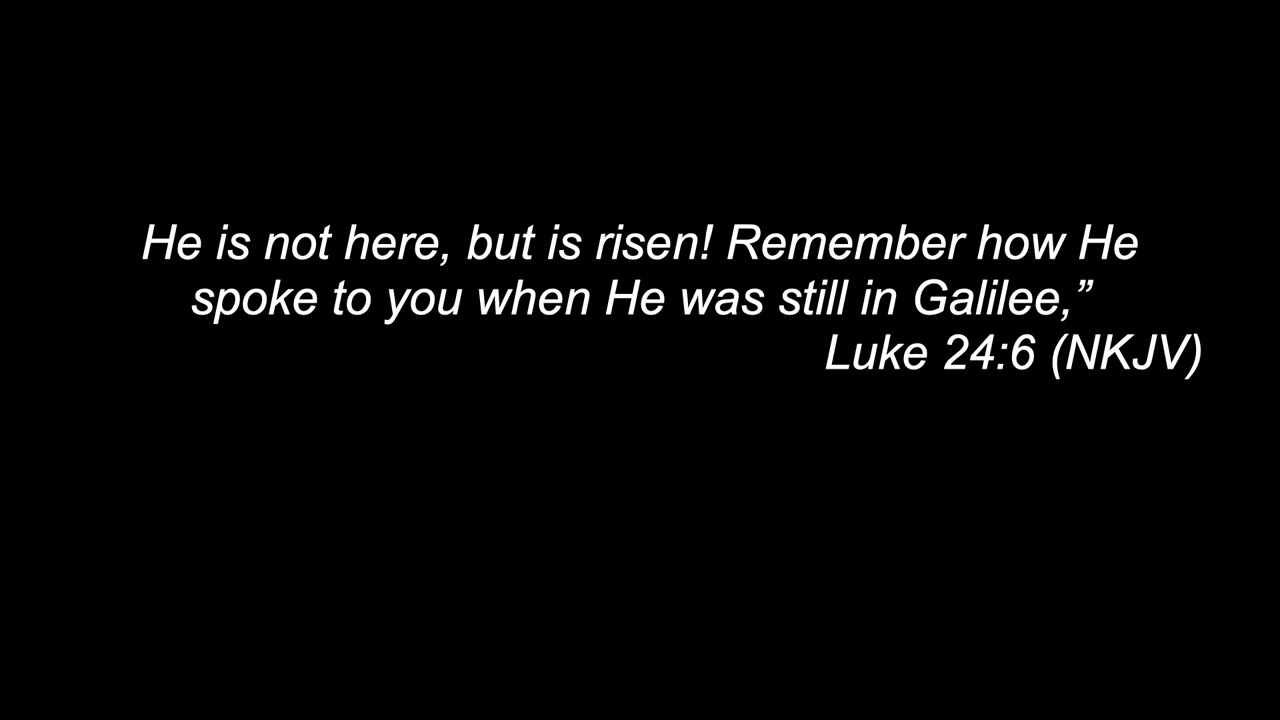 He is not here, but is risen! Remember how He
spoke to you when He was still in Galilee,”
Luke 24:6 (NKJV)